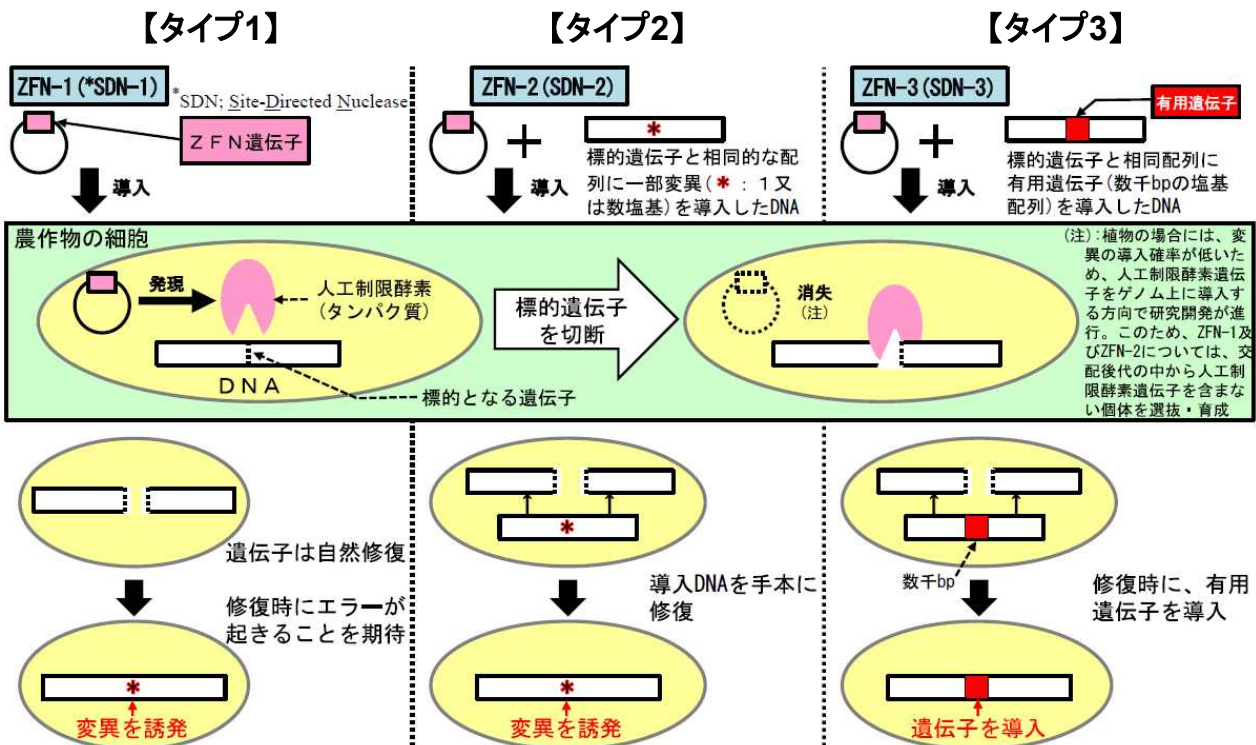 【タイプ1】
【タイプ2】
【タイプ3】
ZFN-1(*SDN-1)
*SDN; Site-Directed Nuclease
ZFN遺伝子
導入
ZFN-2(SDN-2)
+
*
標的遺伝子と相同的な配
列に一部変異(*:1又
は数塩基)を導入したDNA
導入
ZFN-3(SDN-3)
有用遺伝子
+
標的遺伝子と相同配列に
有用遺伝子(数千bpの塩基
配列)を導入したDNA
導入
農作物の細胞
発現
人工制限酵素
(タンパク質)
DNA
標的となる遺伝子
標的遺伝子
を切断
消失
(注)
(注):植物の場合には、変
異の導入確率が低いた
め、人工制限酵素遺伝
子をゲノム上に導入す
る方向で研究開発が進
行。このため、ZFN-1及
びZFN-2については、交
配後代の中から人工制
限酵素遺伝子を含まな
い個体を選抜・育成
遺伝子は自然修復
修復時にエラーが
起きることを期待
*
変異を誘発
*
導入DNAを手本に
修復
*
変異を誘発
数千bp
修復時に、有用
遺伝子を導入
遺伝子を導入